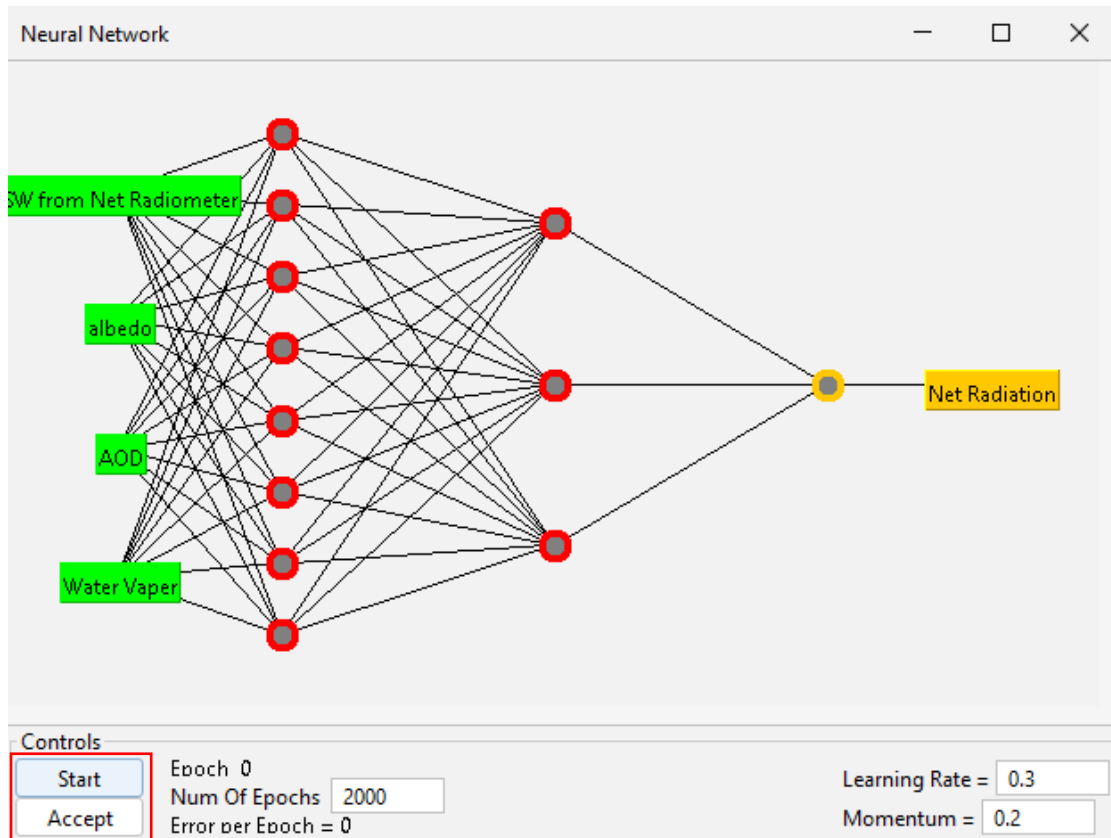 Neural Network
SW from Net Radiometer
albedo
AOD
Water Vaper
Net Radiation
Controls
Start
Accept
Epoch 0
Num Of Epochs 2000
Error per Epoch = 0
Learning Rate = 0.3
Momentum = 0.2